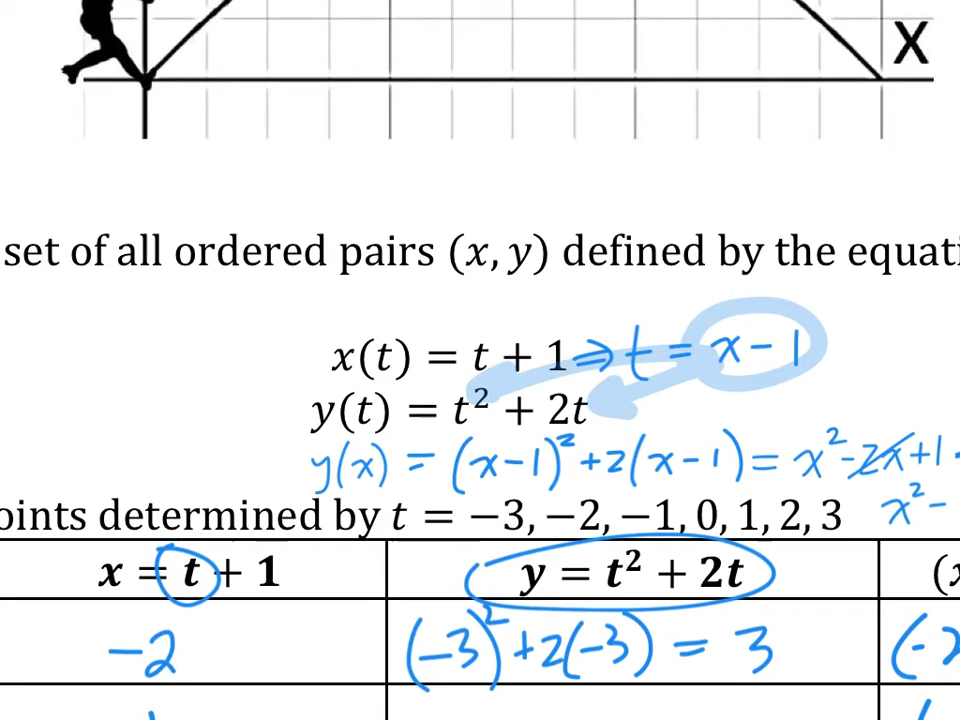 X
set of all ordered pairs (x, y) defined by the equati
x(t) = t + 1 ⇒ t = x - 1
y(t) = t² + 2t
y(x) = (x-1)² + 2(x-1) = x² - 2x + 1
oints determined by t = −3, −2, −1, 0, 1, 2, 3 x² -
x = t + 1 y = t² + 2t (x
-2 (-3)² + 2(-3) = 3 (-2